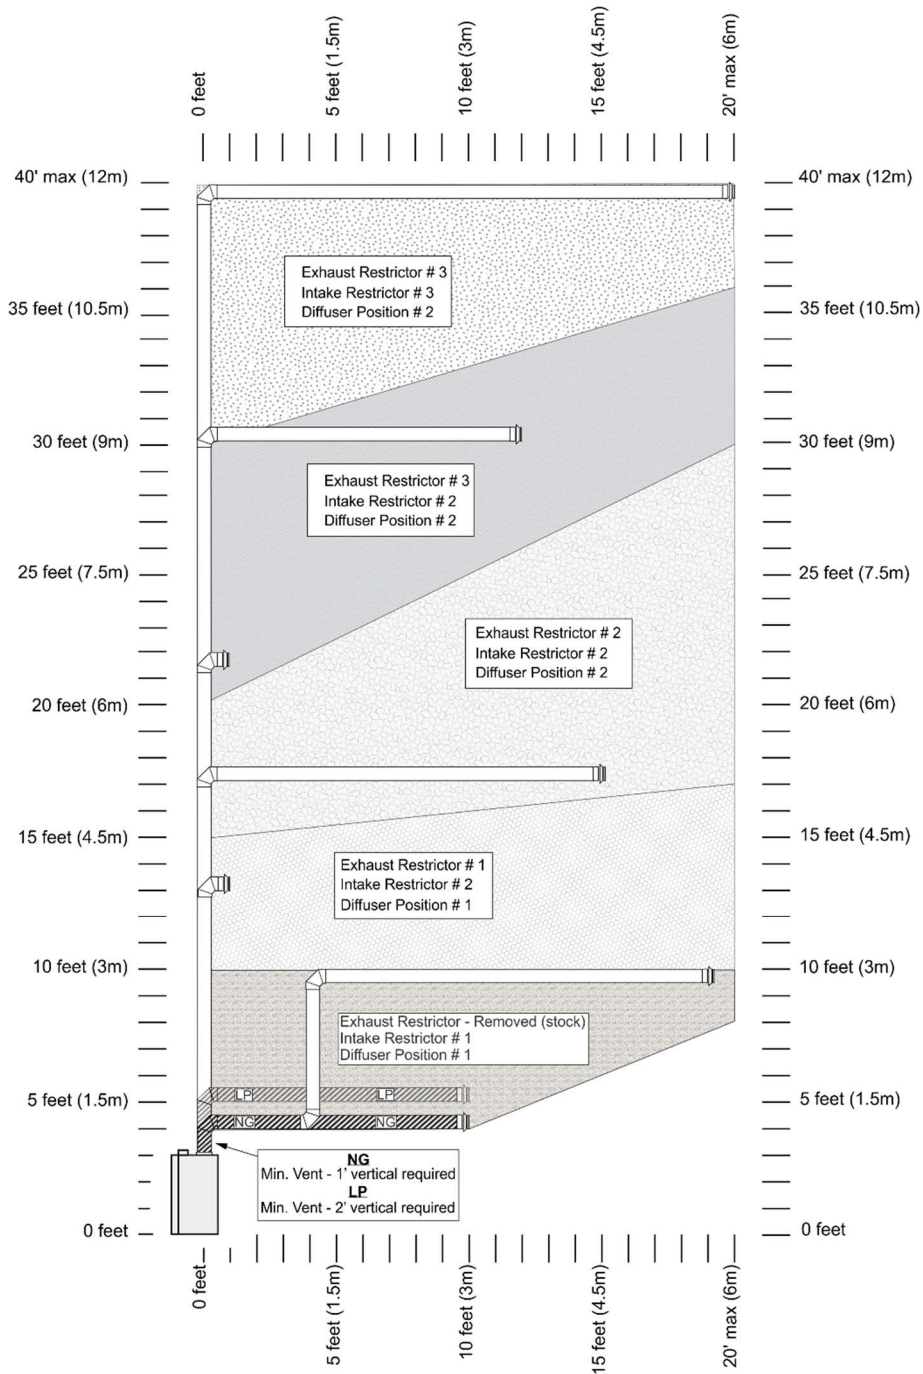 0 feet
5 feet (1.5m)
10 feet (3m)
15 feet (4.5m)
20' max (6m)
40' max (12m)
40' max (12m)
Exhaust Restrictor # 3
Intake Restrictor # 3
Diffuser Position # 2
35 feet (10.5m)
35 feet (10.5m)
30 feet (9m)
30 feet (9m)
Exhaust Restrictor # 3
Intake Restrictor # 2
Diffuser Position # 2
25 feet (7.5m)
25 feet (7.5m)
Exhaust Restrictor # 2
Intake Restrictor # 2
Diffuser Position # 2
20 feet (6m)
20 feet (6m)
15 feet (4.5m)
15 feet (4.5m)
Exhaust Restrictor # 1
Intake Restrictor # 2
Diffuser Position # 1
10 feet (3m)
10 feet (3m)
Exhaust Restrictor - Removed (stock)
Intake Restrictor # 1
Diffuser Position # 1
LP
LP
5 feet (1.5m)
5 feet (1.5m)
NG
NG
NG
Min. Vent - 1' vertical required
LP
Min. Vent - 2' vertical required
0 feet
0 feet
0 feet
5 feet (1.5m)
10 feet (3m)
15 feet (4.5m)
20' max (6m)